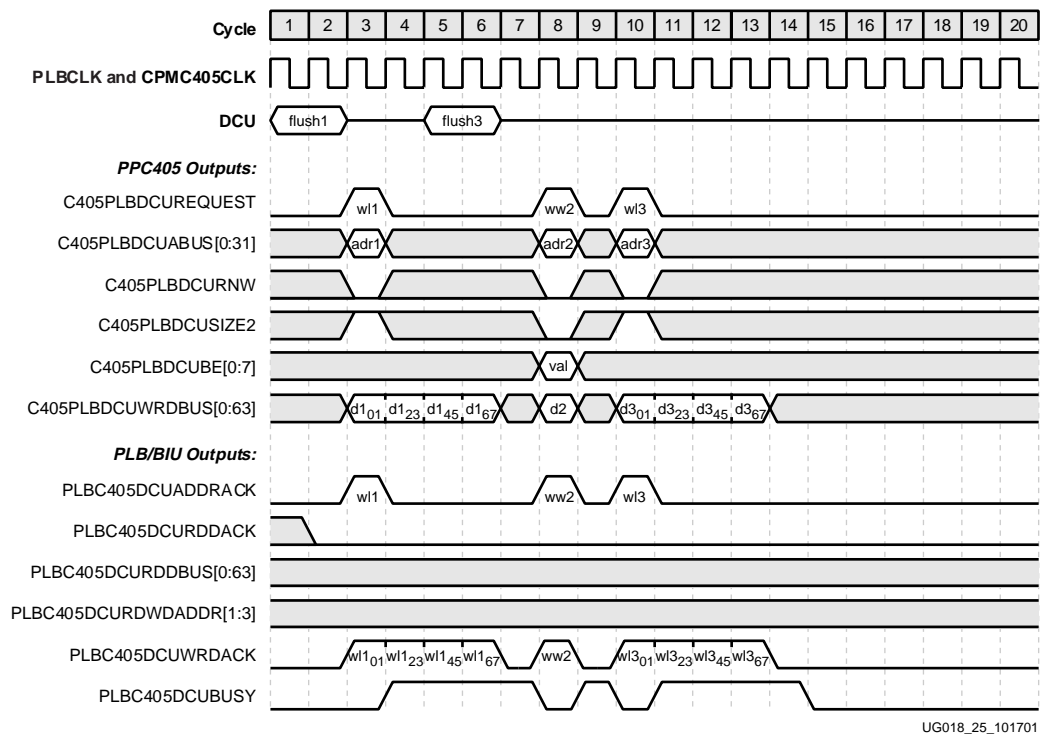 Cycle 1 2 3 4 5 6 7 8 9 10 11 12 13 14 15 16 17 18 19 20
PLBCLK and CPMC405CLK
DCU flush1 flush3
PPC405 Outputs:
C405PLBDCUREQUEST wl1 ww2 wl3
C405PLBDCUABUS[0:31] adr1 adr2 adr3
C405PLBDCURNW
C405PLBDCUSIZE2
C405PLBDCUBE[0:7] val
C405PLBDCUWRDBUS[0:63] d101 d123 d145 d167 d2 d301 d323 d345 d367
PLB/BIU Outputs:
PLBC405DCUADDRACK wl1 ww2 wl3
PLBC405DCURDDACK
PLBC405DCURDDBUS[0:63]
PLBC405DCURDWDADDR[1:3]
PLBC405DCUWRDACK wl101 wl123 wl145 wl167 ww2 wl301 wl323 wl345 wl367
PLBC405DCUBUSY
UG018_25_101701